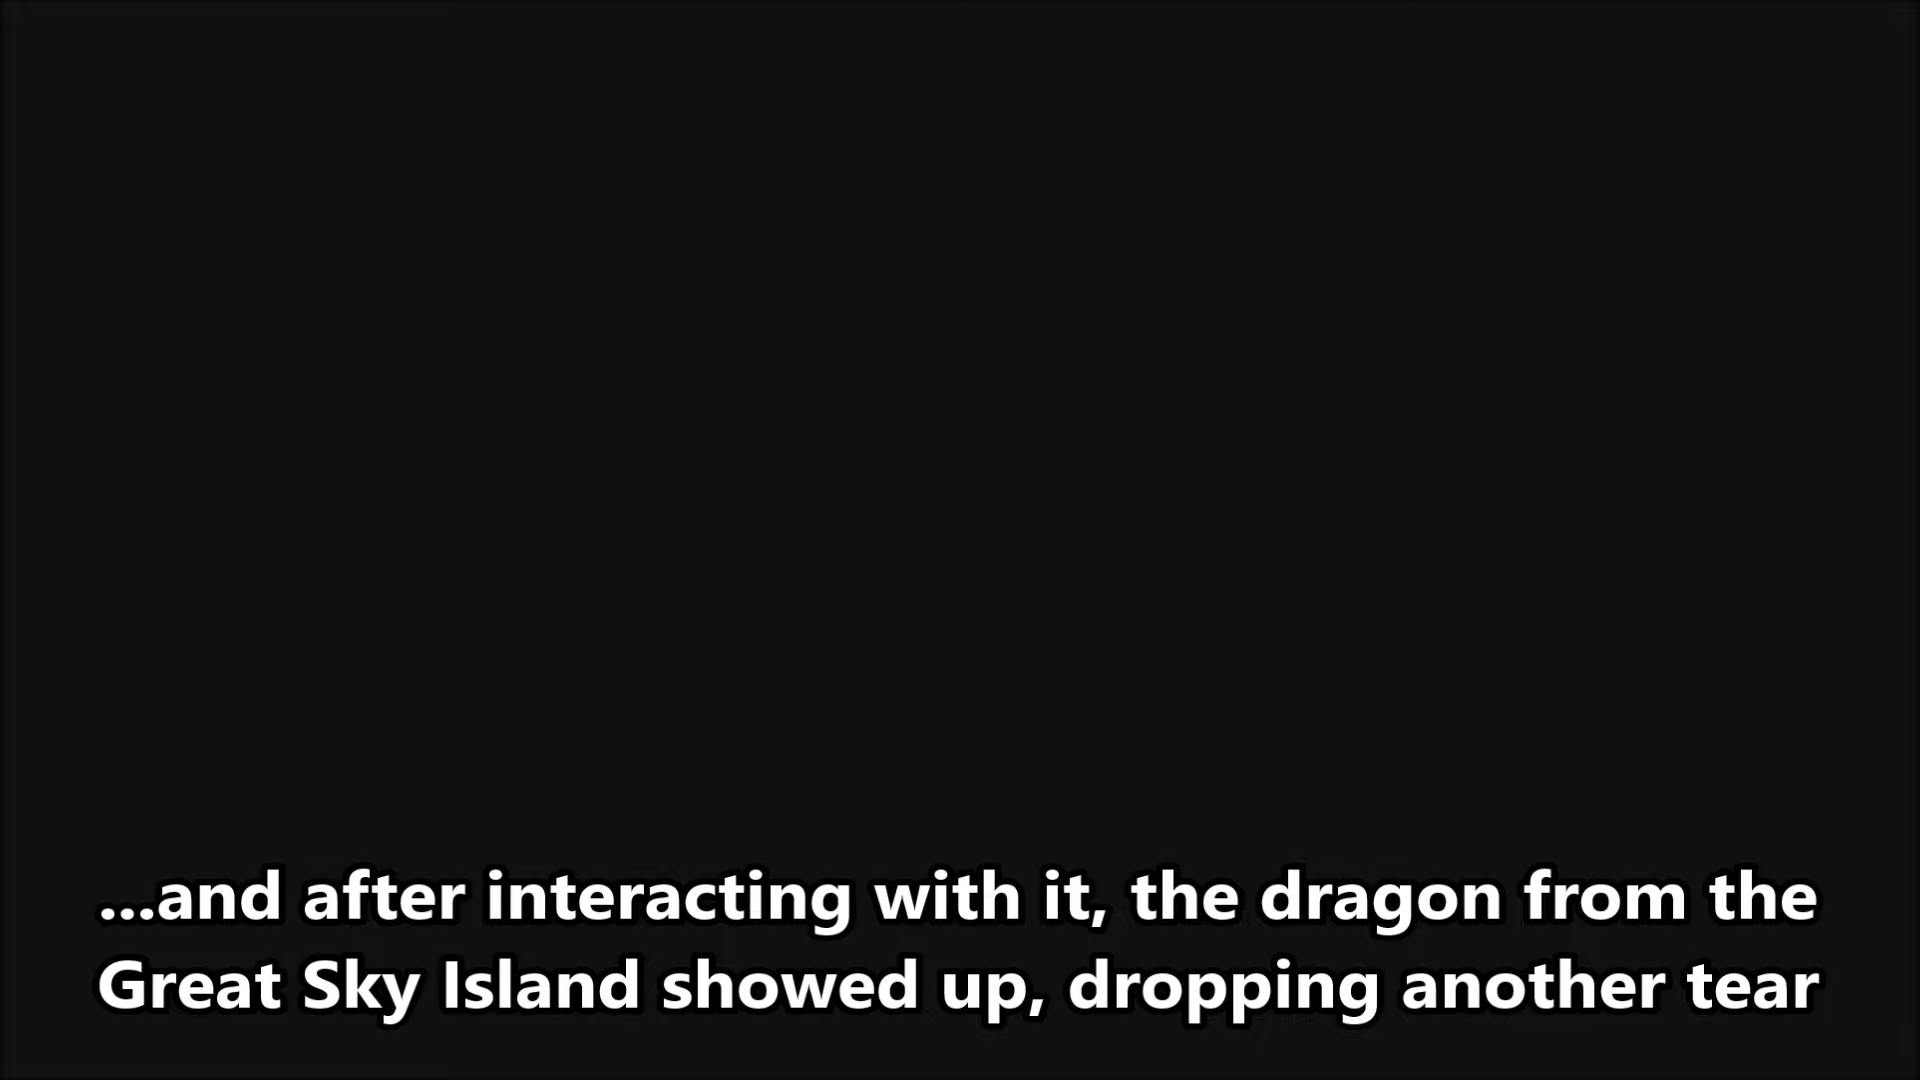 ...and after interacting with it, the dragon from the
Great Sky Island showed up, dropping another tear